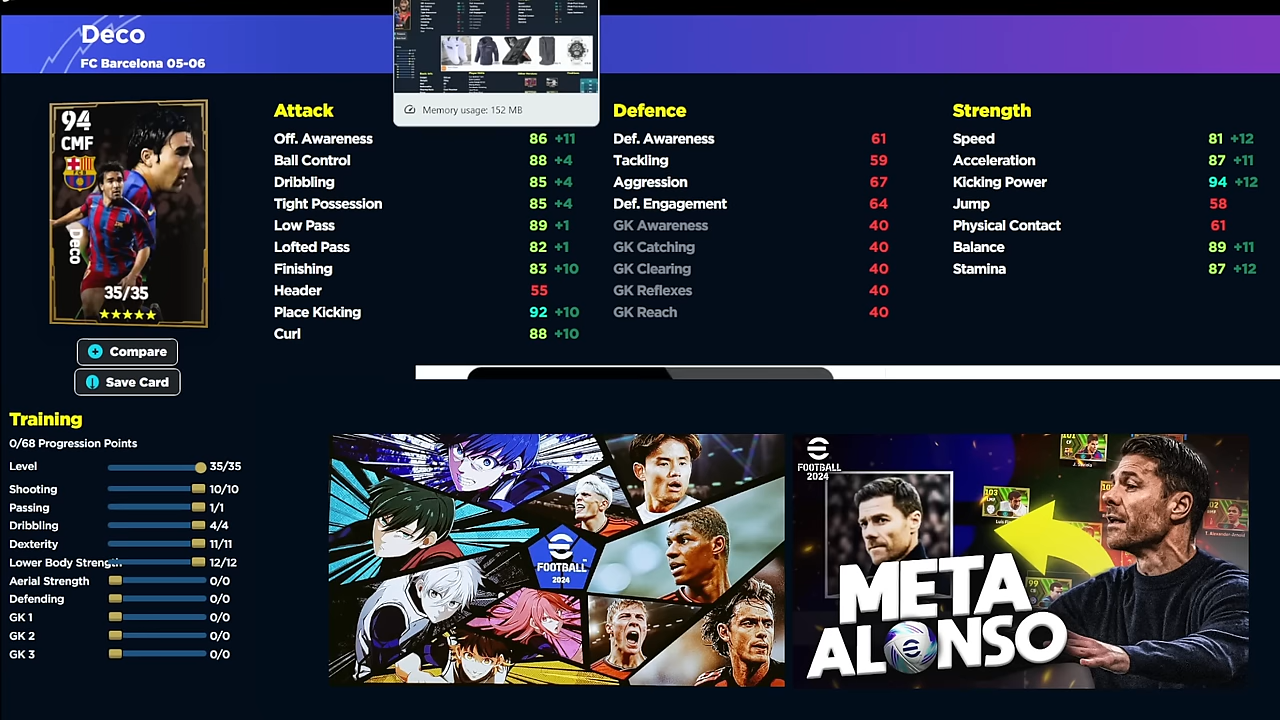 Deco
FC Barcelona 05-06
Memory usage: 152 MB
94
CMF
FCB
Deco
35/35
Compare
Save Card
Attack
Off. Awareness 86 +11
Ball Control 88 +4
Dribbling 85 +4
Tight Possession 85 +4
Low Pass 89 +1
Lofted Pass 82 +1
Finishing 83 +10
Header 55
Place Kicking 92 +10
Curl 88 +10
Defence
Def. Awareness 61
Tackling 59
Aggression 67
Def. Engagement 64
GK Awareness 40
GK Catching 40
GK Clearing 40
GK Reflexes 40
GK Reach 40
Strength
Speed 81 +12
Acceleration 87 +11
Kicking Power 94 +12
Jump 58
Physical Contact 61
Balance 89 +11
Stamina 87 +12
Training
0/68 Progression Points
Level 35/35
Shooting 10/10
Passing 1/1
Dribbling 4/4
Dexterity 11/11
Lower Body Strength 12/12
Aerial Strength 0/0
Defending 0/0
GK 1 0/0
GK 2 0/0
GK 3 0/0
FOOTBALL
2024
FOOTBALL
2024
103
99
META
ALONSO